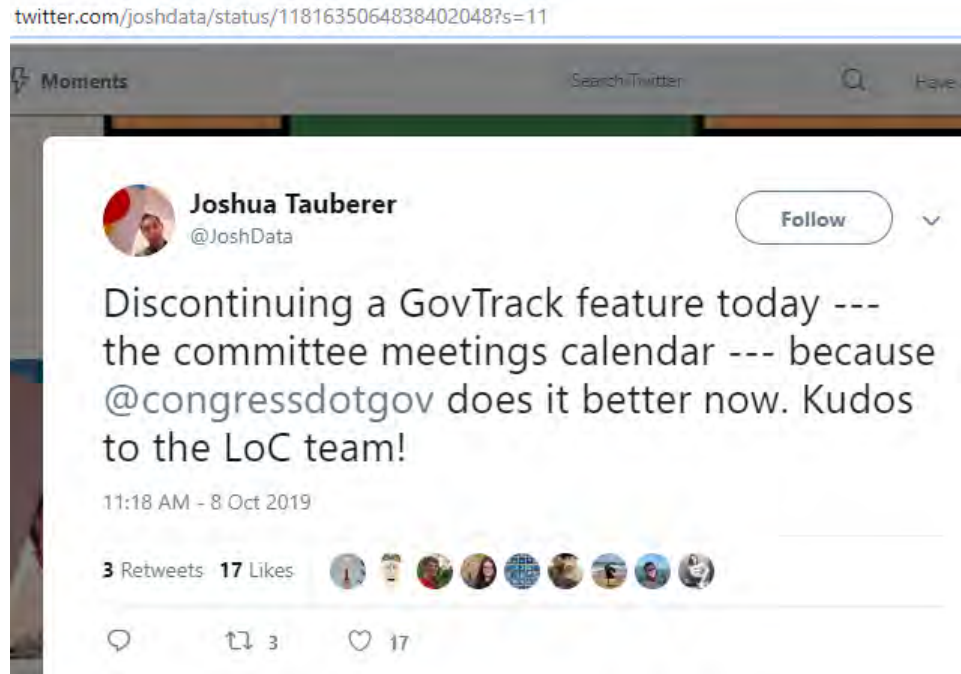 twitter.com/joshdata/status/1181635064838402048?s=11
Moments Search Twitter Have
Joshua Tauberer
@JoshData
Follow
Discontinuing a GovTrack feature today ---
the committee meetings calendar --- because
@congressdotgov does it better now. Kudos
to the LoC team!
11:18 AM - 8 Oct 2019
3 Retweets 17 Likes
3 17